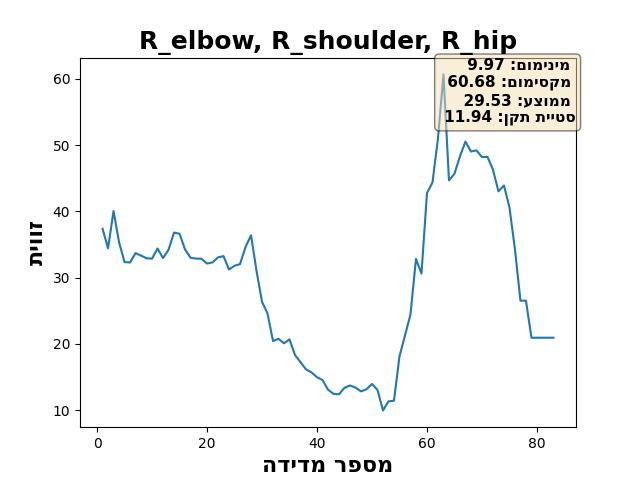 R_elbow, R_shoulder, R_hip
מינימום: 9.97
מקסימום: 60.68
ממוצע: 29.53
סטיית תקן: 11.94
זווית
60
50
40
30
20
10
0 20 40 60 80
מספר מדידה